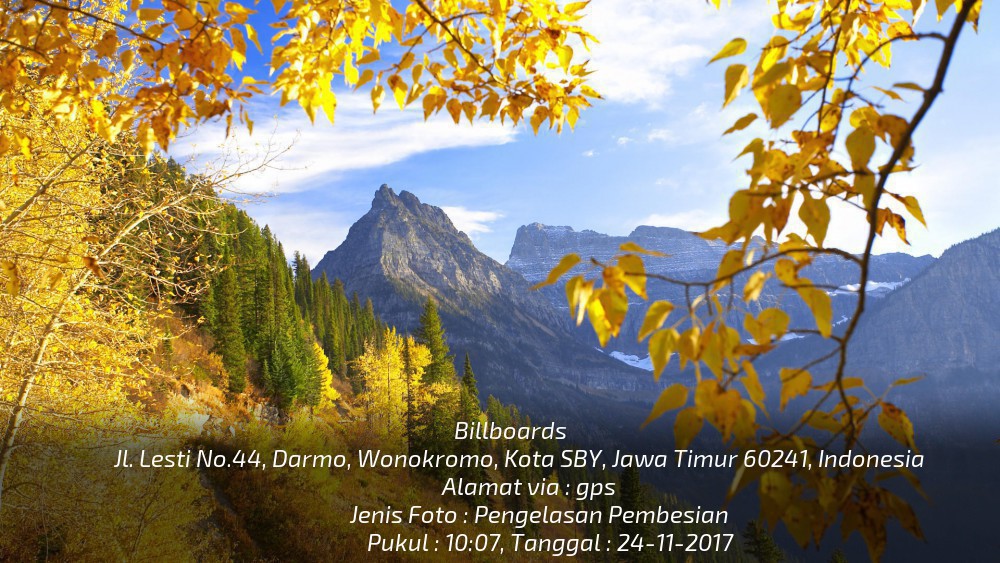 Billboards
Jl. Lesti No.44, Darmo, Wonokromo, Kota SBY, Jawa Timur 60241, Indonesia
Alamat via : gps
Jenis Foto : Pengelasan Pembesian
Pukul : 10:07, Tanggal : 24-11-2017